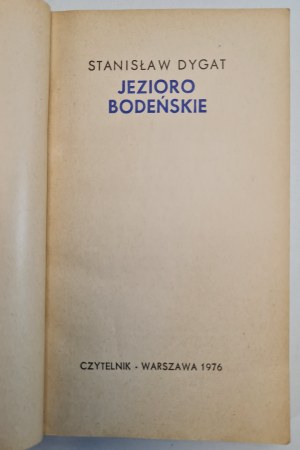 STANISŁAW DYGAT
JEZIORO
BODEŃSKIE
CZYTELNIK • WARSZAWA 1976